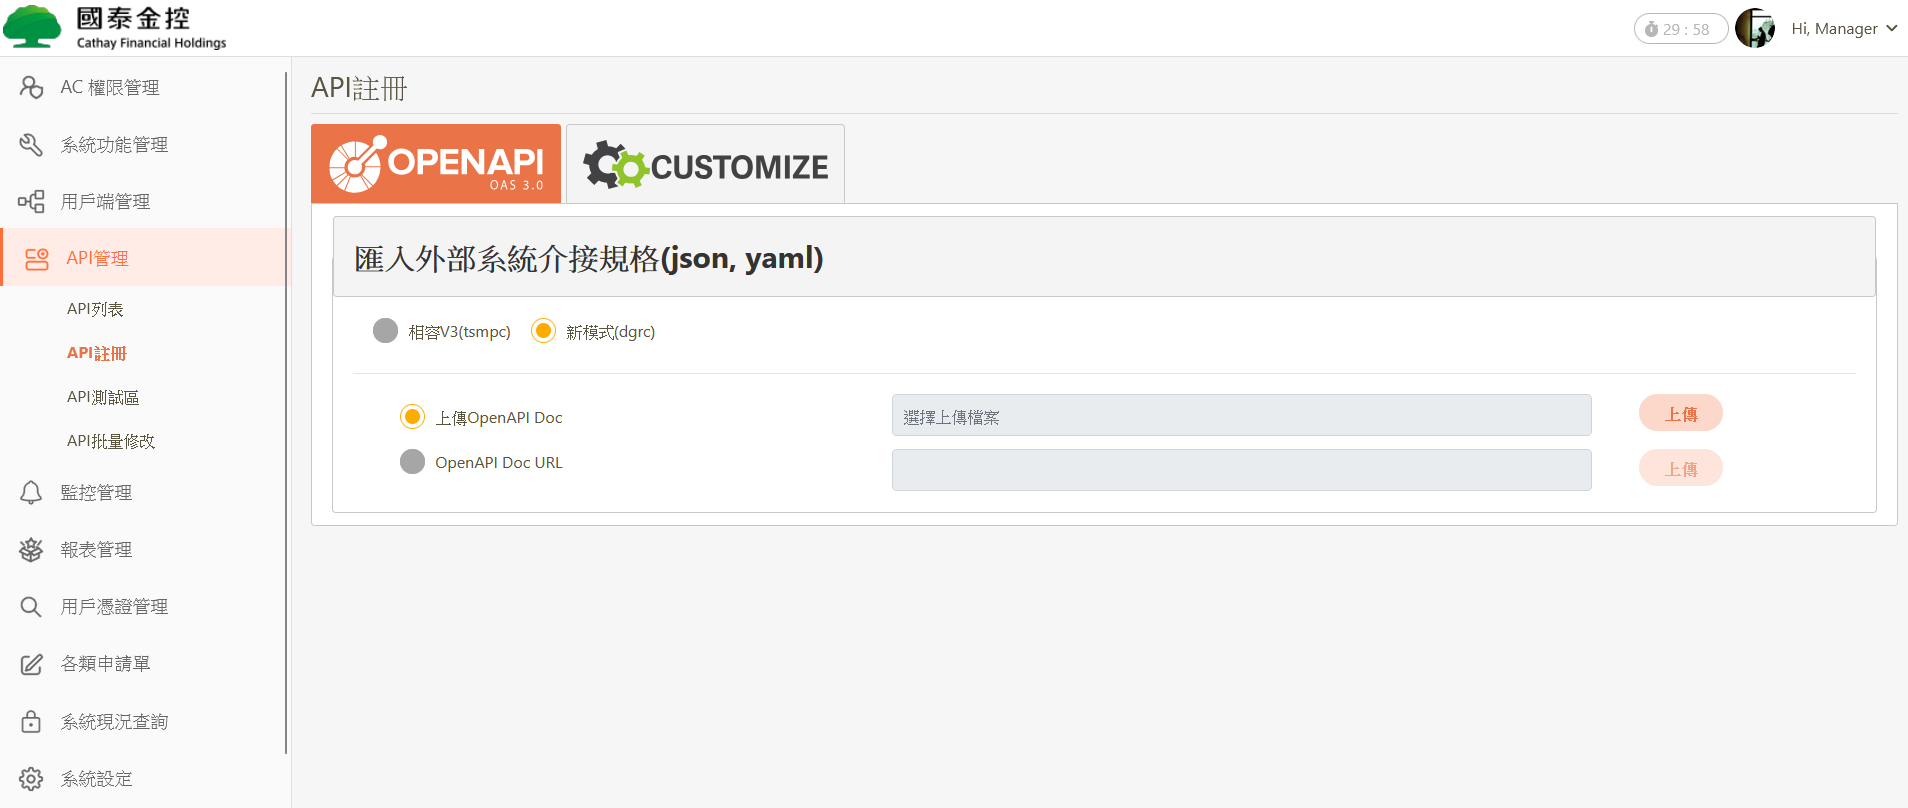 國泰金控
Cathay Financial Holdings
29 : 58
Hi, Manager
AC 權限管理
系統功能管理
用戶端管理
API管理
API列表
API註冊
API測試區
API批量修改
監控管理
報表管理
用戶憑證管理
各類申請單
系統現況查詢
系統設定
API註冊
OPENAPI
OAS 3.0
CUSTOMIZE
匯入外部系統介接規格(json, yaml)
相容V3(tsmpc) 新模式(dgrc)
上傳OpenAPI Doc 選擇上傳檔案 上傳
OpenAPI Doc URL 上傳